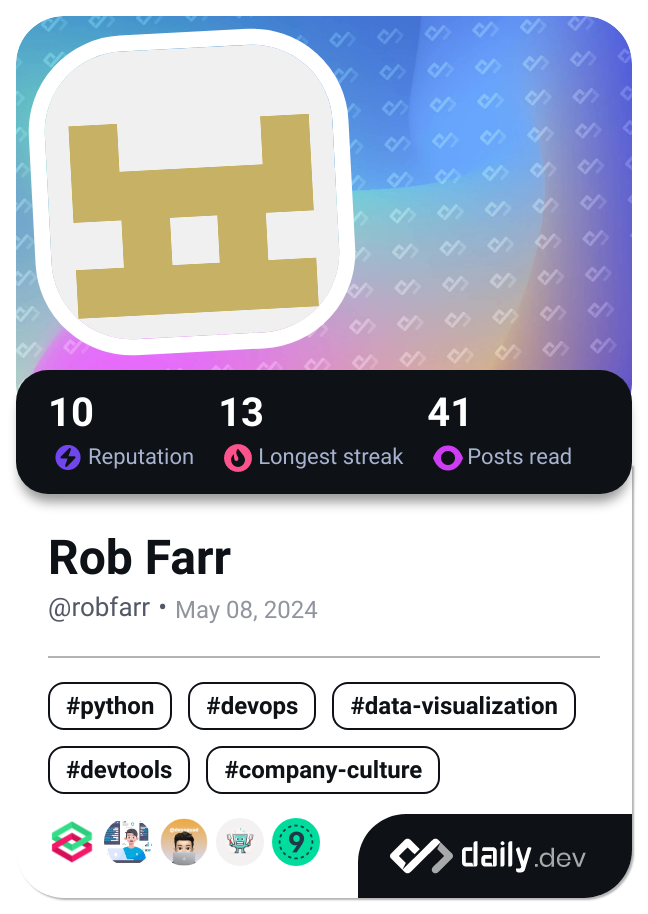 10 13 41
Reputation Longest streak Posts read
Rob Farr
@robfarr • May 08, 2024
#python #devops #data-visualization
#devtools #company-culture
9
daily.dev